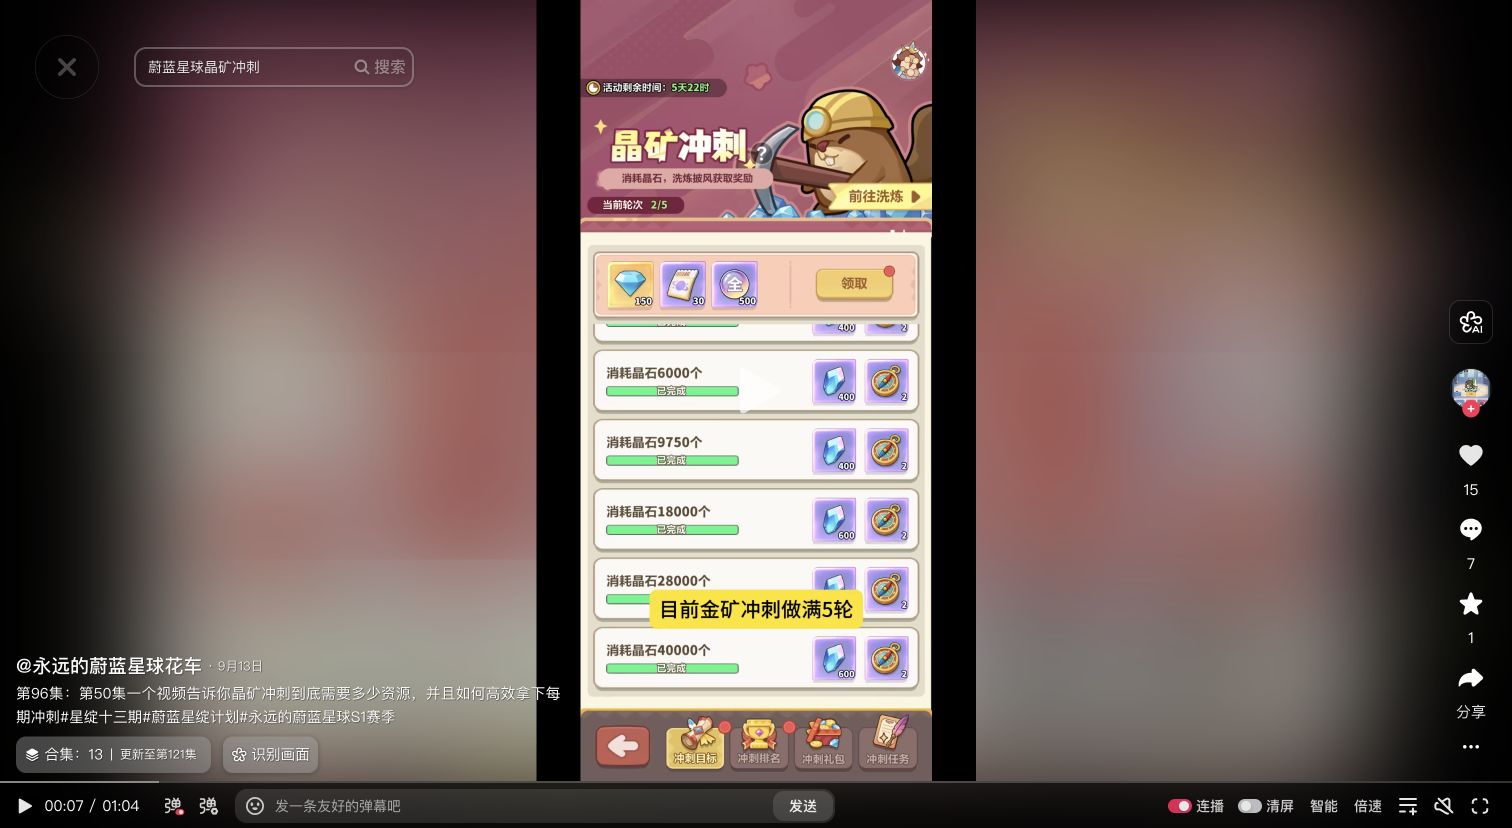 蔚蓝星球晶矿冲刺
搜索
活动剩余时间：5天22时
晶矿冲刺
?
消耗晶石，洗炼披风获取奖励
前往洗炼
当前轮次 2/5
150
30
全
500
领取
400
2
消耗晶石6000个
已完成
400
2
消耗晶石9750个
已完成
400
2
消耗晶石18000个
已完成
600
2
消耗晶石28000个
2
目前金矿冲刺做满5轮
消耗晶石40000个
已完成
600
2
冲刺目标
冲刺排名
冲刺礼包
冲刺任务
AI
15
7
1
分享
@永远的蔚蓝星球花车 · 9月13日
第96集：第50集一个视频告诉你晶矿冲刺到底需要多少资源，并且如何高效拿下每
期冲刺#星绽十三期#蔚蓝星绽计划#永远的蔚蓝星球S1赛季
合集：13 | 更新至第121集
识别画面
00:07 / 01:04
弹
弹
发一条友好的弹幕吧
发送
连播
清屏
智能
倍速